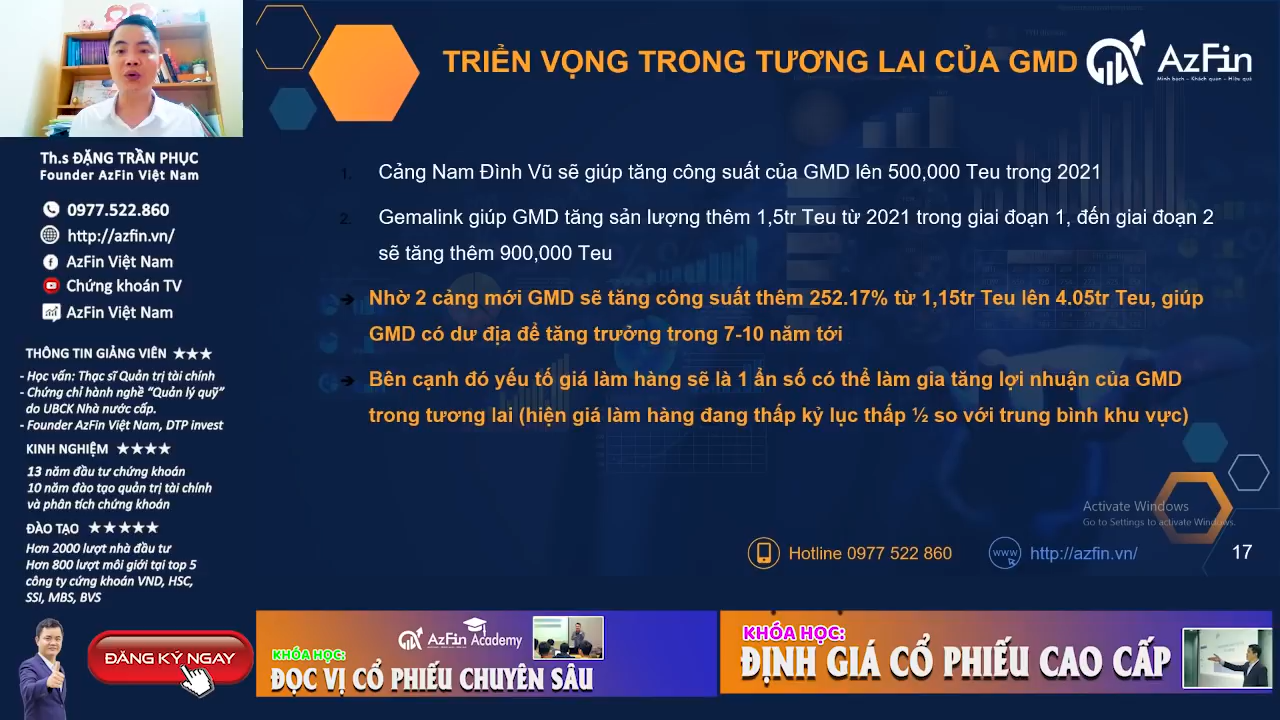 TRIỂN VỌNG TRONG TƯƠNG LAI CỦA GMD
AzFin
Minh bạch - Khách quan - Hiệu quả
1. Cảng Nam Đình Vũ sẽ giúp tăng công suất của GMD lên 500,000 Teu trong 2021
2. Gemalink giúp GMD tăng sản lượng thêm 1,5tr Teu từ 2021 trong giai đoạn 1, đến giai đoạn 2
sẽ tăng thêm 900,000 Teu
➔ Nhờ 2 cảng mới GMD sẽ tăng công suất thêm 252.17% từ 1,15tr Teu lên 4.05tr Teu, giúp
GMD có dư địa để tăng trưởng trong 7-10 năm tới
➔ Bên cạnh đó yếu tố giá làm hàng sẽ là 1 ẩn số có thể làm gia tăng lợi nhuận của GMD
trong tương lai (hiện giá làm hàng đang thấp kỷ lục thấp ½ so với trung bình khu vực)
Activate Windows
Go to Settings to activate Windows.
Hotline 0977 522 860
www
http://azfin.vn/
17
Th.s ĐẶNG TRẦN PHỤC
Founder AzFin Việt Nam
0977.522.860
http://azfin.vn/
AzFin Việt Nam
Chứng khoán TV
AzFin Việt Nam
THÔNG TIN GIẢNG VIÊN ★★★
- Học vấn: Thạc sĩ Quản trị tài chính
- Chứng chỉ hành nghề “Quản lý quỹ”
do UBCK Nhà nước cấp.
- Founder AzFin Việt Nam, DTP invest
KINH NGHIỆM ★★★★
13 năm đầu tư chứng khoán
10 năm đào tạo quản trị tài chính
và phân tích chứng khoán
ĐÀO TẠO ★★★★★
Hơn 2000 lượt nhà đầu tư
Hơn 800 lượt môi giới tại top 5
công ty cứng khoán VND, HSC,
SSI, MBS, BVS
ĐĂNG KÝ NGAY
AzFin Academy
KHÓA HỌC:
ĐỌC VỊ CỔ PHIẾU CHUYÊN SÂU
KHÓA HỌC:
ĐỊNH GIÁ CỔ PHIẾU CAO CẤP